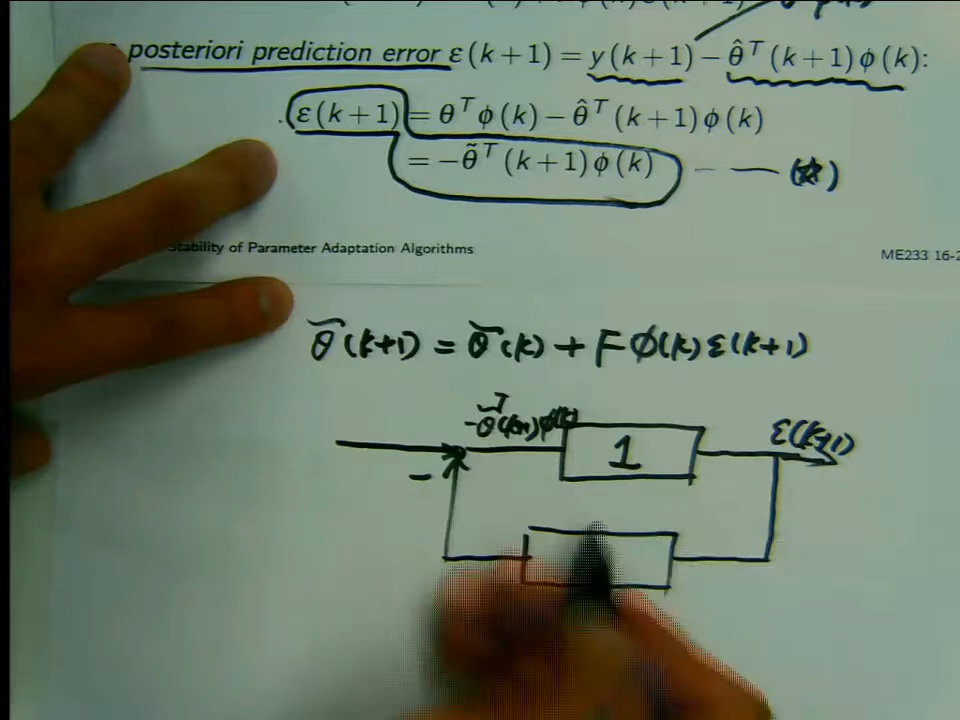 posteriori prediction error ε(k+1) = y(k+1) − θ̂ᵀ(k+1)φ(k):
ε(k+1) = θᵀφ(k) − θ̂ᵀ(k+1)φ(k)
= −θ̃ᵀ(k+1)φ(k) — — (☆)
Stability of Parameter Adaptation Algorithms
ME233 16-2
θ̃(k+1) = θ̃(k) + Fφ(k)ε(k+1)
−θ̃ᵀ(k+1)φ(k)
1
ε(k+1)
−